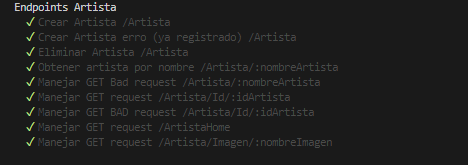 Endpoints Artista
✓ Crear Artista /Artista
✓ Crear Artista erro (ya registrado) /Artista
✓ Eliminar Artista /Artista
✓ Obtener artista por nombre /Artista/:nombreArtista
✓ Manejar GET Bad request /Artista/:nombreArtista
✓ Manejar GET request /Artista/Id/:idArtista
✓ Manejar GET BAD request /Artista/Id/:idArtista
✓ Manejar GET request /ArtistaHome
✓ Manejar GET request /Artista/Imagen/:nombreImagen